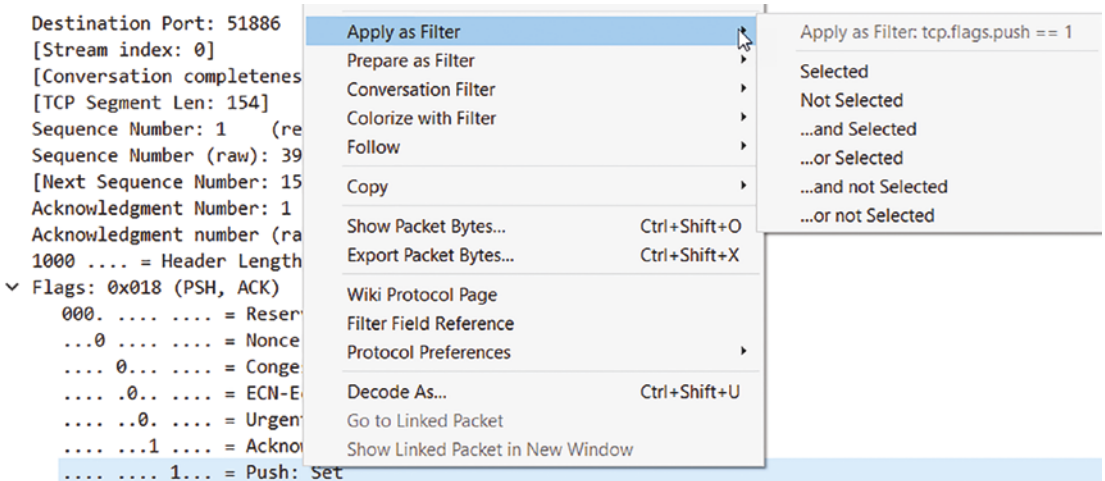 Destination Port: 51886
[Stream index: 0]
[Conversation completenes
[TCP Segment Len: 154]
Sequence Number: 1 (re
Sequence Number (raw): 39
[Next Sequence Number: 15
Acknowledgment Number: 1
Acknowledgment number (ra
1000 .... = Header Length
Flags: 0x018 (PSH, ACK)
000. .... .... = Reser
...0 .... .... = Nonce
.... 0... .... = Conge
.... .0.. .... = ECN-E
.... ..0. .... = Urgen
.... ...1 .... = Ackno
.... .... 1... = Push: Set
Apply as Filter
Prepare as Filter
Conversation Filter
Colorize with Filter
Follow
Copy
Show Packet Bytes... Ctrl+Shift+O
Export Packet Bytes... Ctrl+Shift+X
Wiki Protocol Page
Filter Field Reference
Protocol Preferences
Decode As... Ctrl+Shift+U
Go to Linked Packet
Show Linked Packet in New Window
Apply as Filter: tcp.flags.push == 1
Selected
Not Selected
...and Selected
...or Selected
...and not Selected
...or not Selected